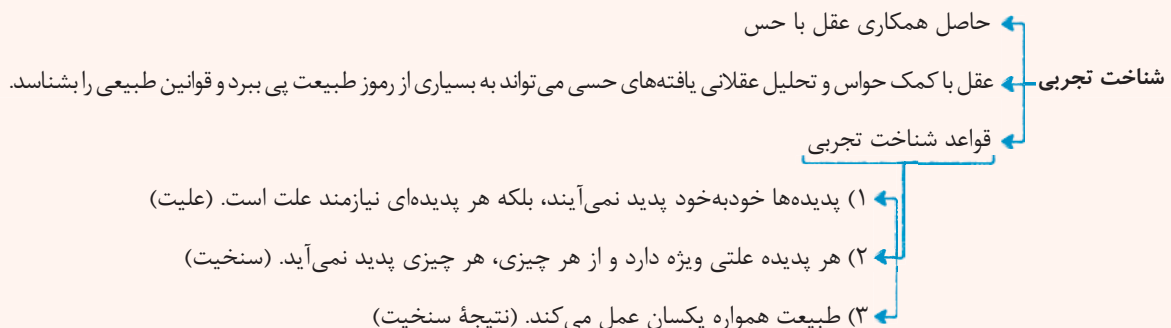 حاصل همکاری عقل با حس
شناخت تجربی
عقل با کمک حواس و تحلیل عقلانی یافته‌های حسی می‌تواند به بسیاری از رموز طبیعت پی ببرد و قوانین طبیعی را بشناسد.
قواعد شناخت تجربی
۱) پدیده‌ها خودبه‌خود پدید نمی‌آیند، بلکه هر پدیده‌ای نیازمند علت است. (علیت)
۲) هر پدیده علتی ویژه دارد و از هر چیزی، هر چیزی پدید نمی‌آید. (سنخیت)
۳) طبیعت همواره یکسان عمل می‌کند. (نتیجهٔ سنخیت)